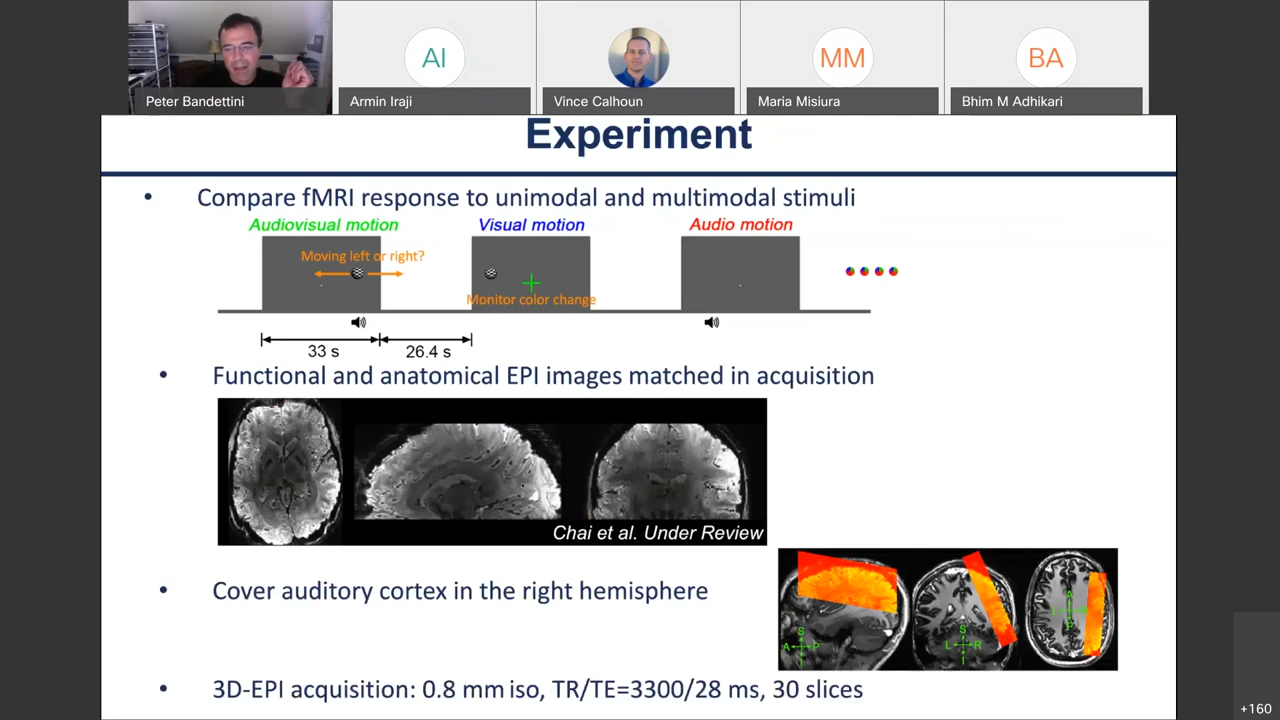 AI
MM
BA
Peter Bandettini
Armin Iraji
Vince Calhoun
Maria Misiura
Bhim M Adhikari
Experiment
• Compare fMRI response to unimodal and multimodal stimuli
Audiovisual motion
Visual motion
Audio motion
Moving left or right?
Monitor color change
33 s
26.4 s
• Functional and anatomical EPI images matched in acquisition
Chai et al. Under Review
• Cover auditory cortex in the right hemisphere
S
A P
I
S
L R
I
A
L
P
• 3D-EPI acquisition: 0.8 mm iso, TR/TE=3300/28 ms, 30 slices
+160